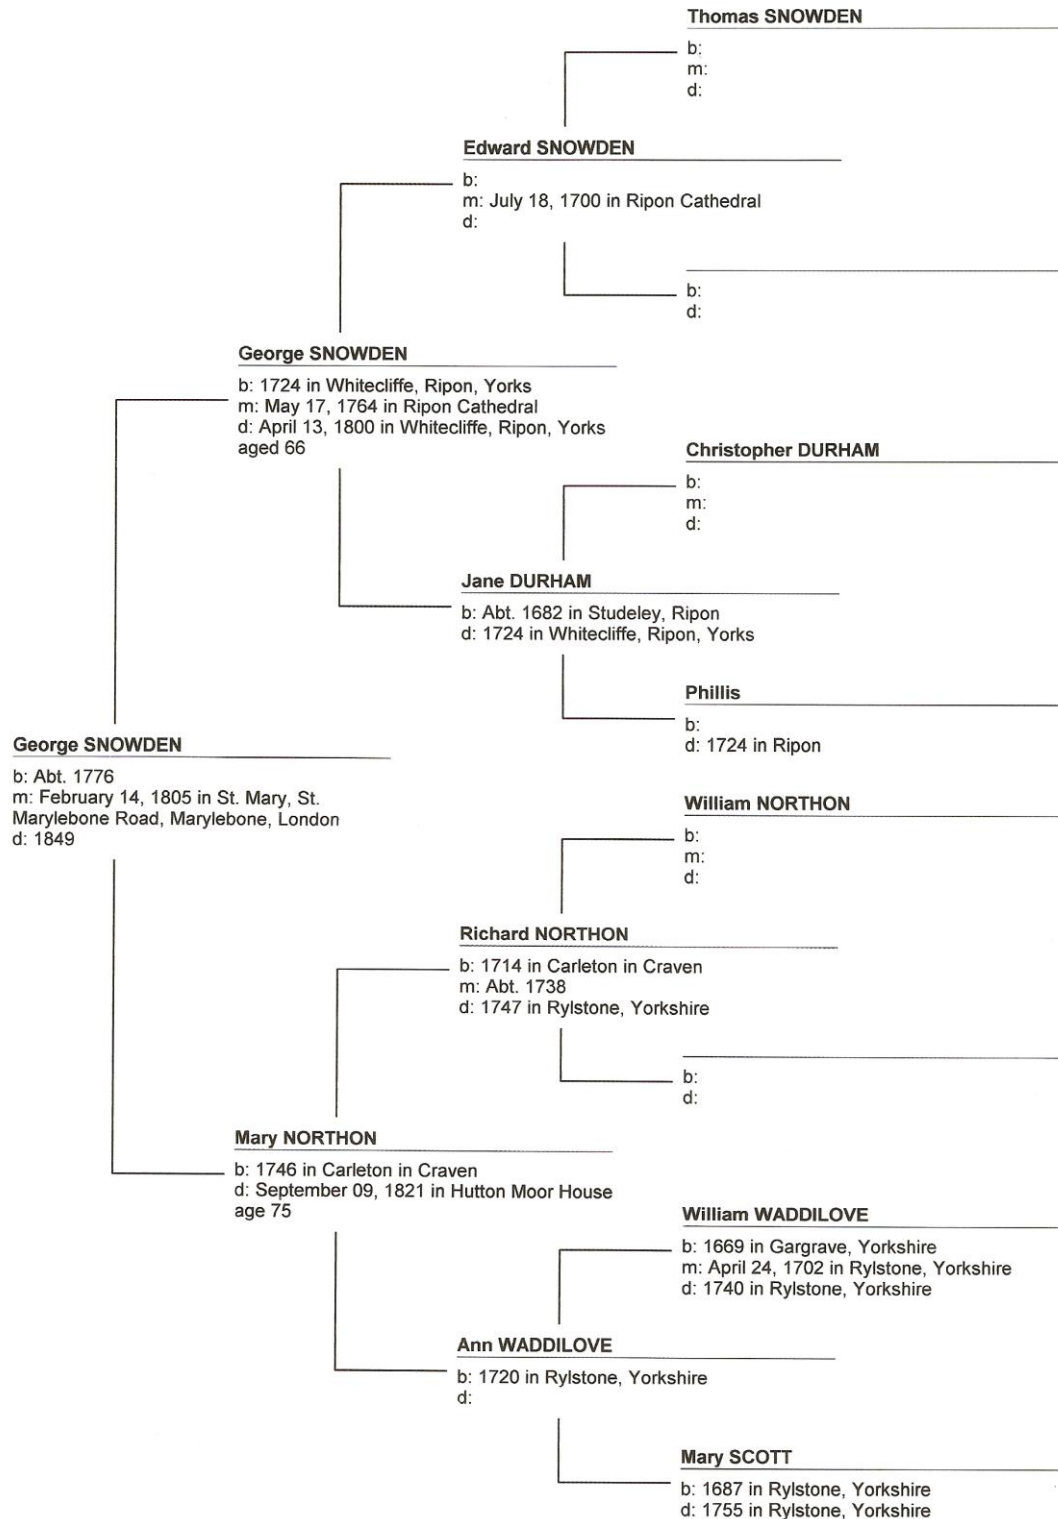 Thomas SNOWDEN
b:
m:
d:
Edward SNOWDEN
b:
m: July 18, 1700 in Ripon Cathedral
d:
b:
d:
George SNOWDEN
b: 1724 in Whitecliffe, Ripon, Yorks
m: May 17, 1764 in Ripon Cathedral
d: April 13, 1800 in Whitecliffe, Ripon, Yorks
aged 66
Christopher DURHAM
b:
m:
d:
Jane DURHAM
b: Abt. 1682 in Studeley, Ripon
d: 1724 in Whitecliffe, Ripon, Yorks
Phillis
b:
d: 1724 in Ripon
George SNOWDEN
b: Abt. 1776
m: February 14, 1805 in St. Mary, St.
Marylebone Road, Marylebone, London
d: 1849
William NORTHON
b:
m:
d:
Richard NORTHON
b: 1714 in Carleton in Craven
m: Abt. 1738
d: 1747 in Rylstone, Yorkshire
b:
d:
Mary NORTHON
b: 1746 in Carleton in Craven
d: September 09, 1821 in Hutton Moor House
age 75
William WADDILOVE
b: 1669 in Gargrave, Yorkshire
m: April 24, 1702 in Rylstone, Yorkshire
d: 1740 in Rylstone, Yorkshire
Ann WADDILOVE
b: 1720 in Rylstone, Yorkshire
d:
Mary SCOTT
b: 1687 in Rylstone, Yorkshire
d: 1755 in Rylstone, Yorkshire